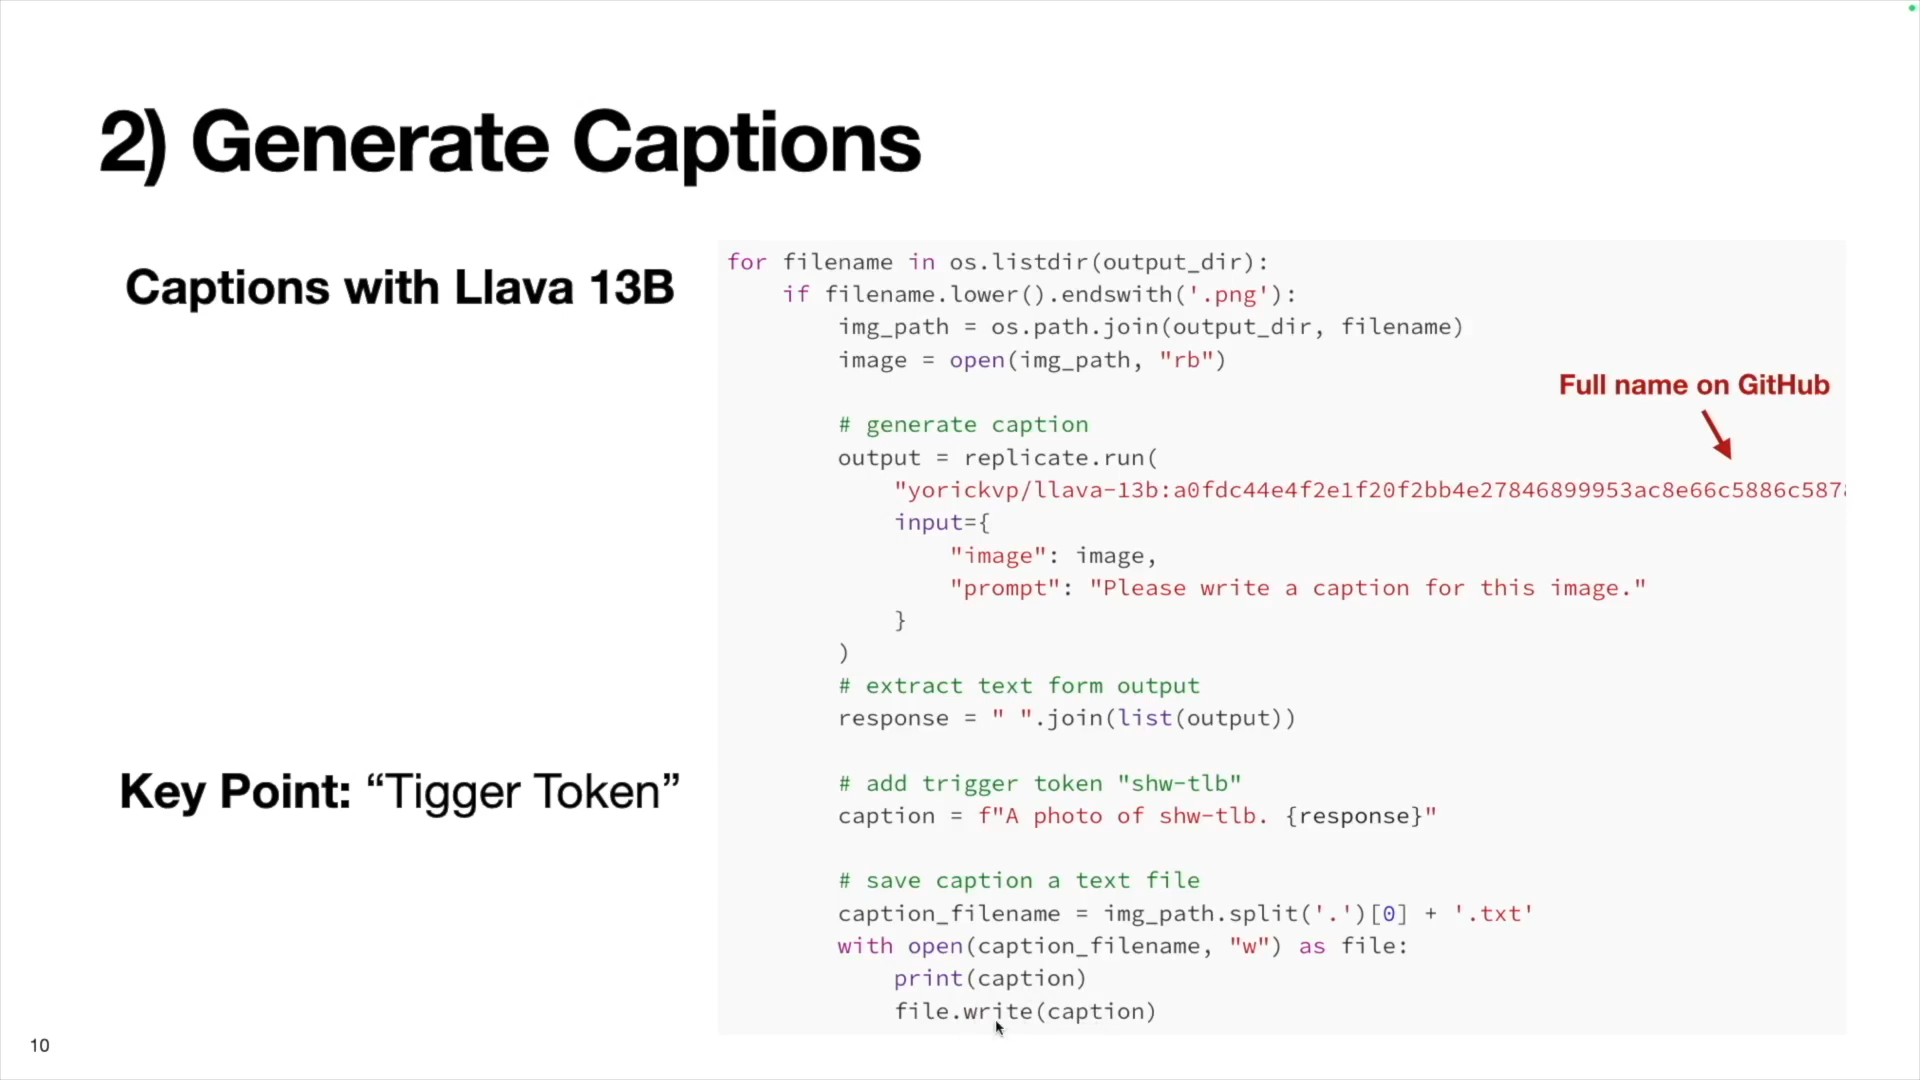 2) Generate Captions
Captions with Llava 13B
Key Point: “Tigger Token”
for filename in os.listdir(output_dir):
    if filename.lower().endswith('.png'):
        img_path = os.path.join(output_dir, filename)
        image = open(img_path, "rb")
Full name on GitHub
        # generate caption
        output = replicate.run(
            "yorickvp/llava-13b:a0fdc44e4f2e1f20f2bb4e27846899953ac8e66c5886c587
            input={
                "image": image,
                "prompt": "Please write a caption for this image."
            }
        )
        # extract text form output
        response = " ".join(list(output))
        # add trigger token "shw-tlb"
        caption = f"A photo of shw-tlb. {response}"
        # save caption a text file
        caption_filename = img_path.split('.')[0] + '.txt'
        with open(caption_filename, "w") as file:
            print(caption)
            file.write(caption)
10